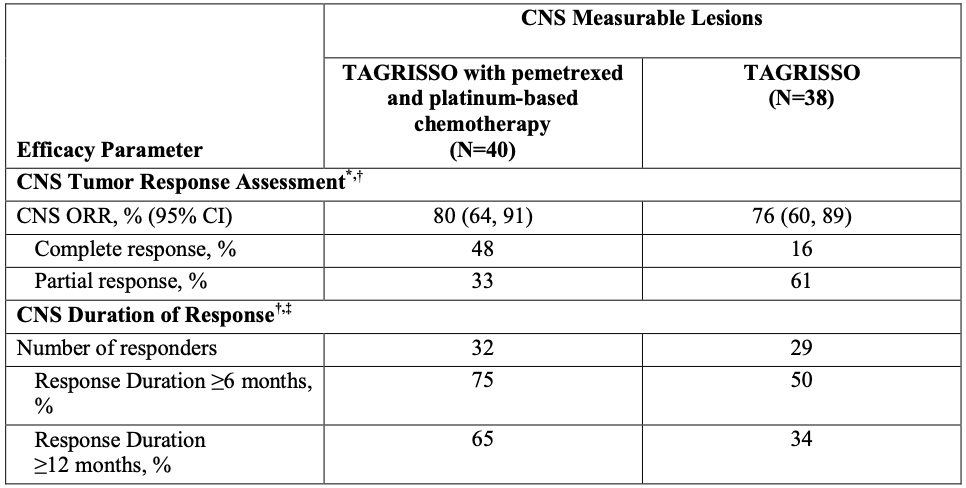 CNS Measurable Lesions
Efficacy Parameter
TAGRISSO with pemetrexed
and platinum-based
chemotherapy
(N=40)
TAGRISSO
(N=38)
CNS Tumor Response Assessment*,†
CNS ORR, % (95% CI) 80 (64, 91) 76 (60, 89)
Complete response, % 48 16
Partial response, % 33 61
CNS Duration of Response†,‡
Number of responders 32 29
Response Duration ≥6 months, 75 50
%
Response Duration 65 34
≥12 months, %